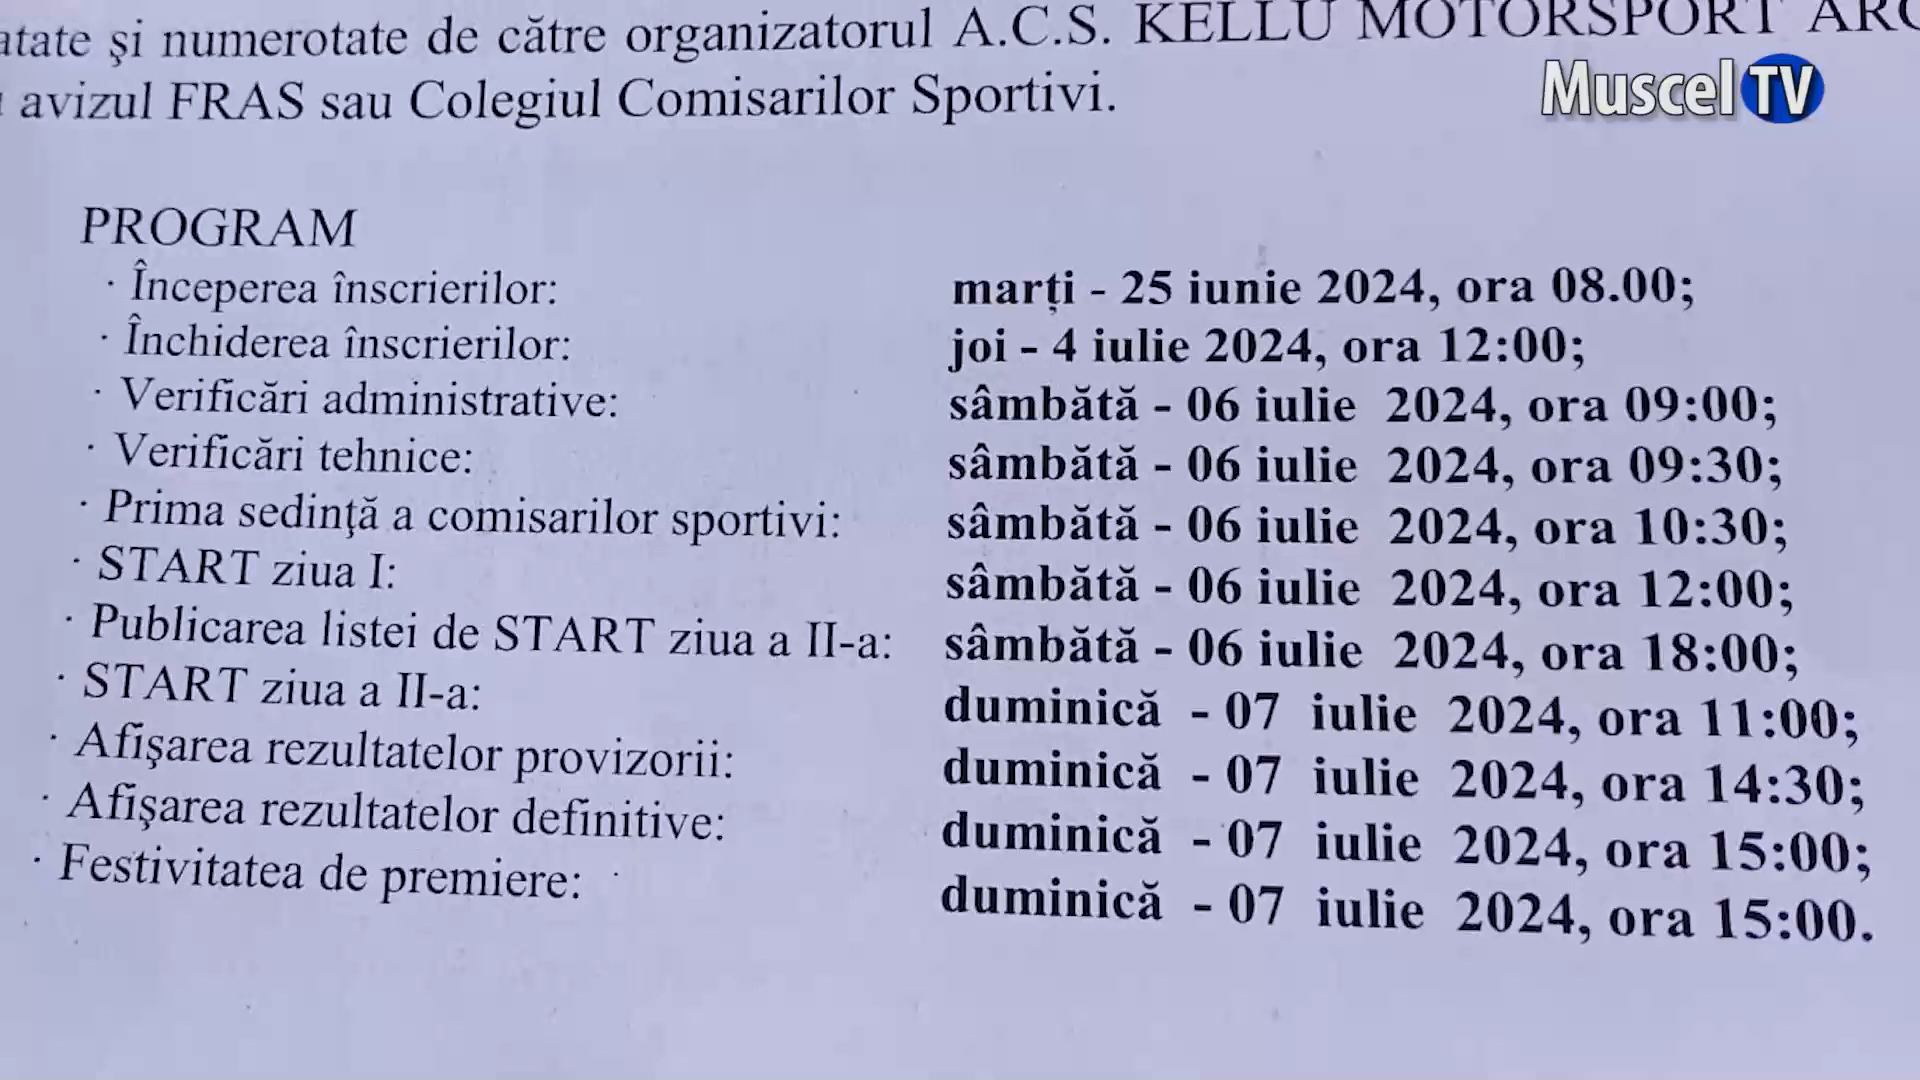 și numerotate de către organizatorul A.C.S. KELLU MOTORSPORT
avizul FRAS sau Colegiul Comisarilor Sportivi.
Muscel TV
PROGRAM
· Începerea înscrierilor: marți - 25 iunie 2024, ora 08.00;
· Închiderea înscrierilor: joi - 4 iulie 2024, ora 12:00;
· Verificări administrative: sâmbătă - 06 iulie 2024, ora 09:00;
· Verificări tehnice: sâmbătă - 06 iulie 2024, ora 09:30;
· Prima sedinţă a comisarilor sportivi: sâmbătă - 06 iulie 2024, ora 10:30;
· START ziua I: sâmbătă - 06 iulie 2024, ora 12:00;
· Publicarea listei de START ziua a II-a: sâmbătă - 06 iulie 2024, ora 18:00;
· START ziua a II-a: duminică - 07 iulie 2024, ora 11:00;
· Afişarea rezultatelor provizorii: duminică - 07 iulie 2024, ora 14:30;
· Afişarea rezultatelor definitive: duminică - 07 iulie 2024, ora 15:00;
· Festivitatea de premiere: duminică - 07 iulie 2024, ora 15:00.